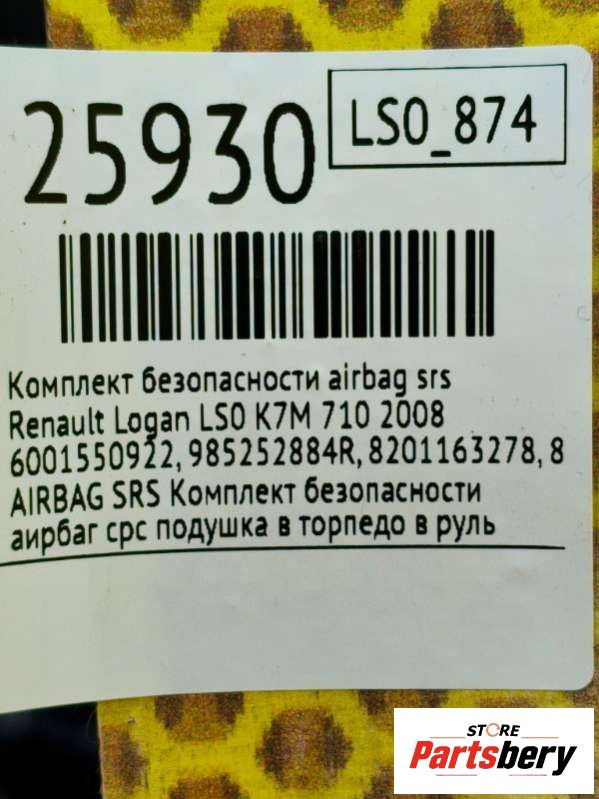 25930
LS0_874
Комплект безопасности airbag srs
Renault Logan LS0 K7M 710 2008
6001550922, 985252884R, 8201163278, 8
AIRBAG SRS Комплект безопасности
аирбаг срс подушка в торпедо в руль
STORE
Partsbery